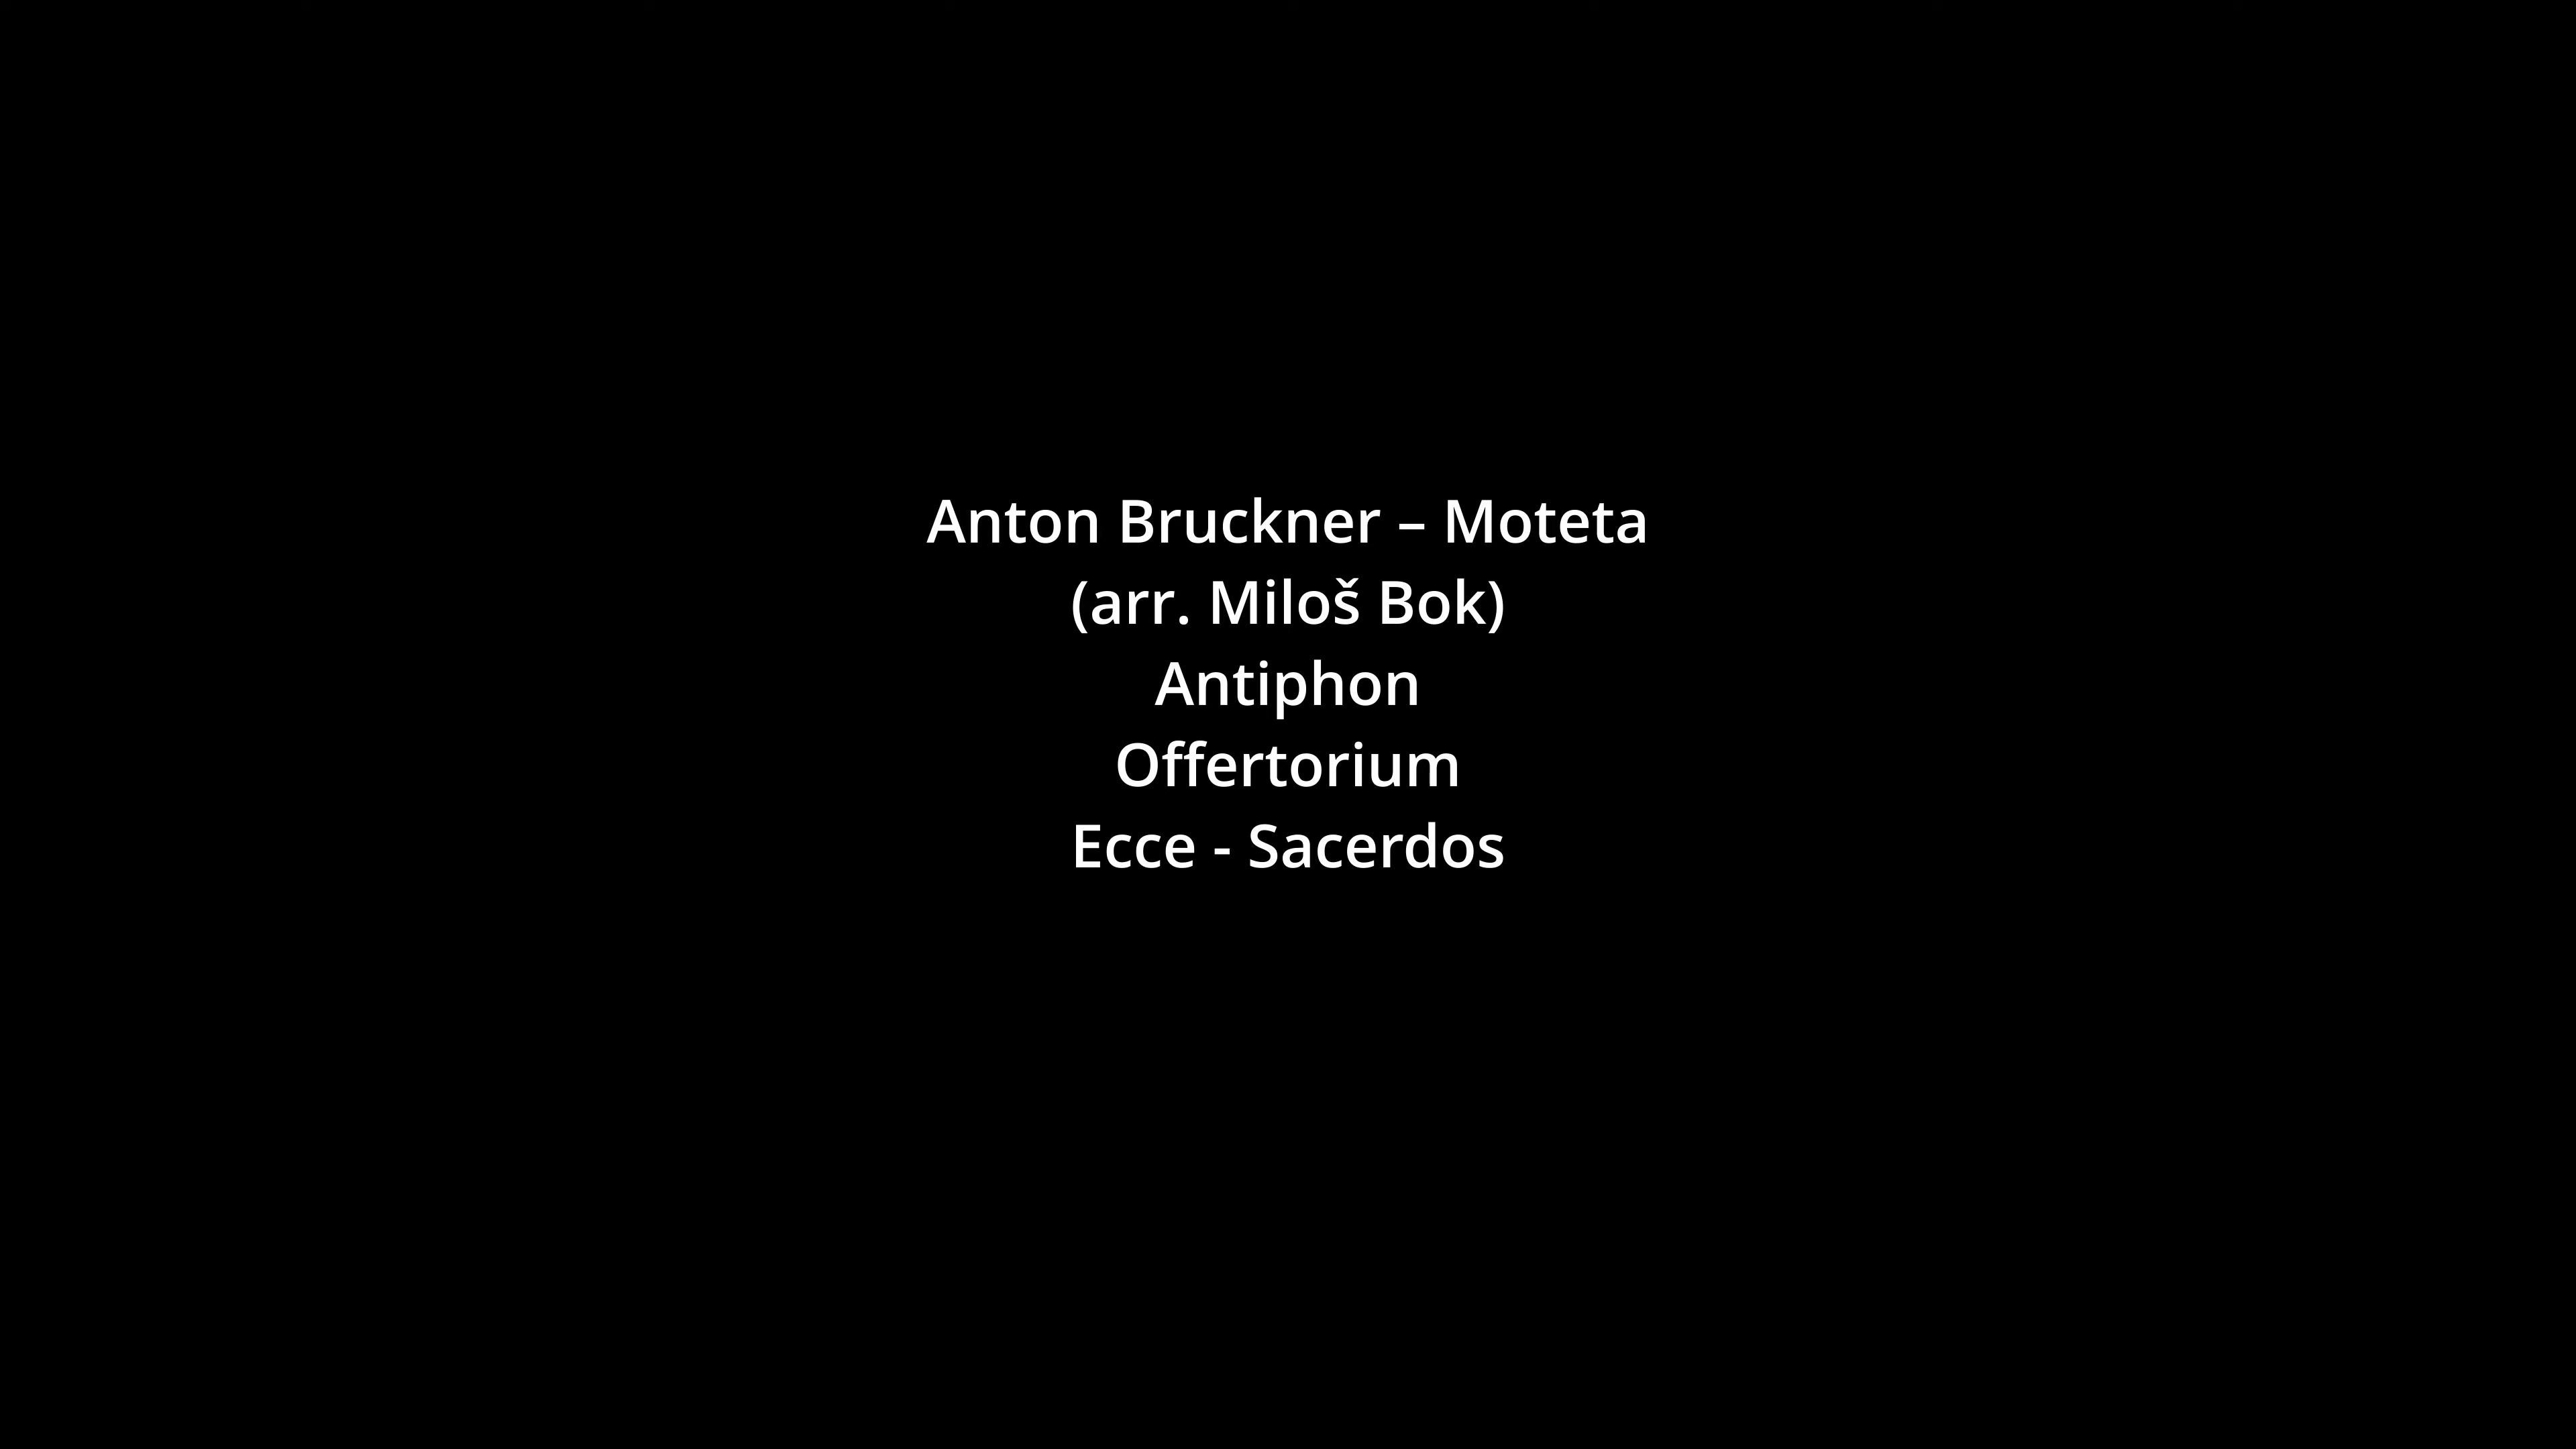 Anton Bruckner – Moteta
(arr. Miloš Bok)
Antiphon
Offertorium
Ecce - Sacerdos